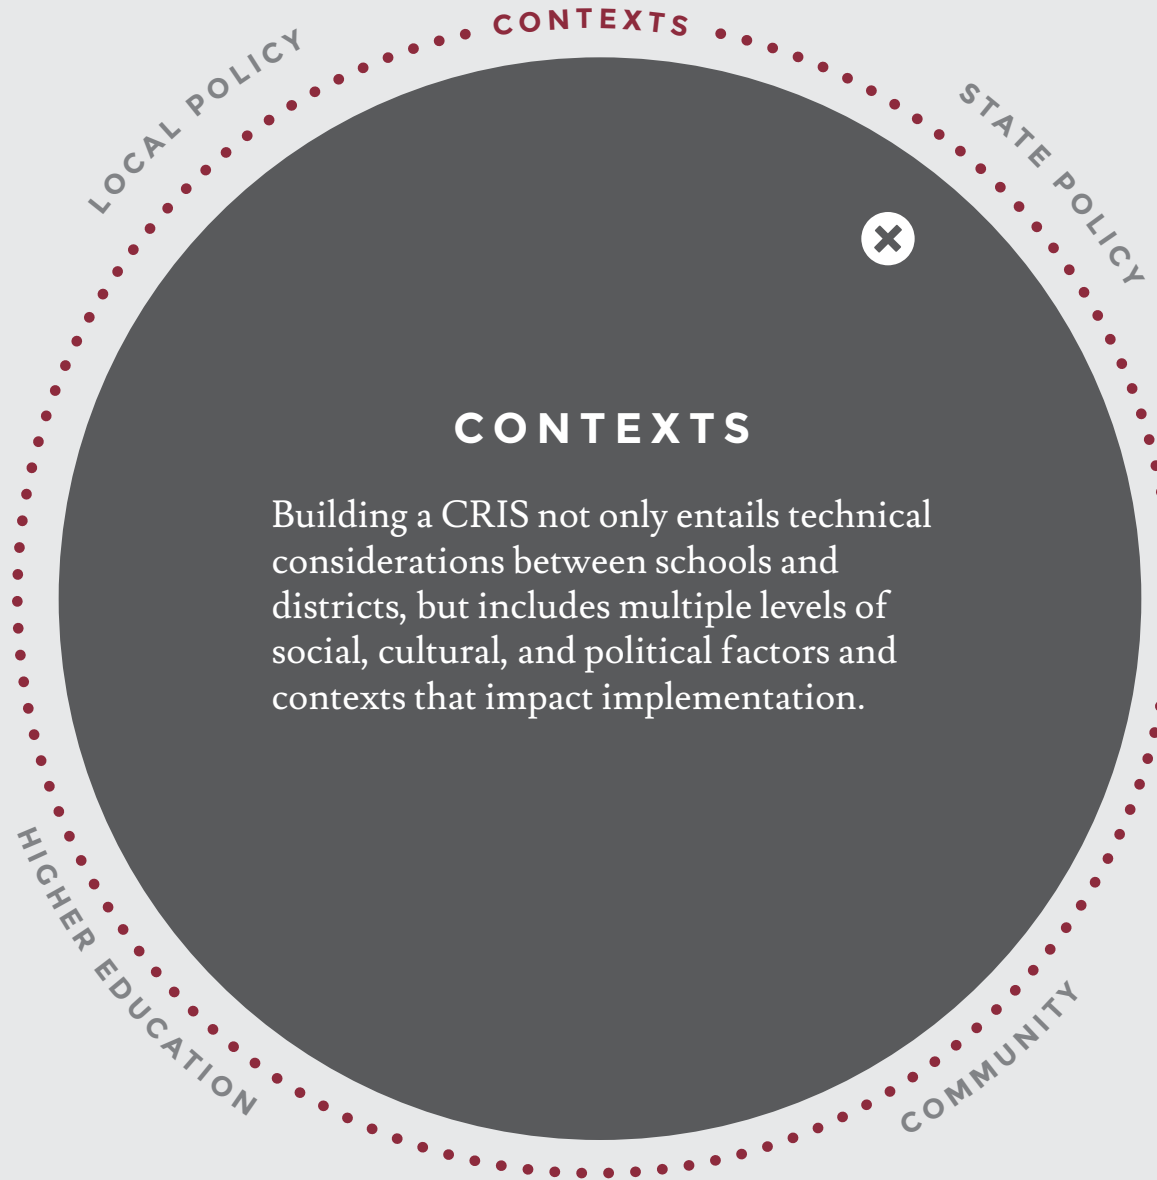 CONTEXTS
LOCAL POLICY
STATE POLICY
CONTEXTS
Building a CRIS not only entails technical
considerations between schools and
districts, but includes multiple levels of
social, cultural, and political factors and
contexts that impact implementation.
HIGHER EDUCATION
COMMUNITY